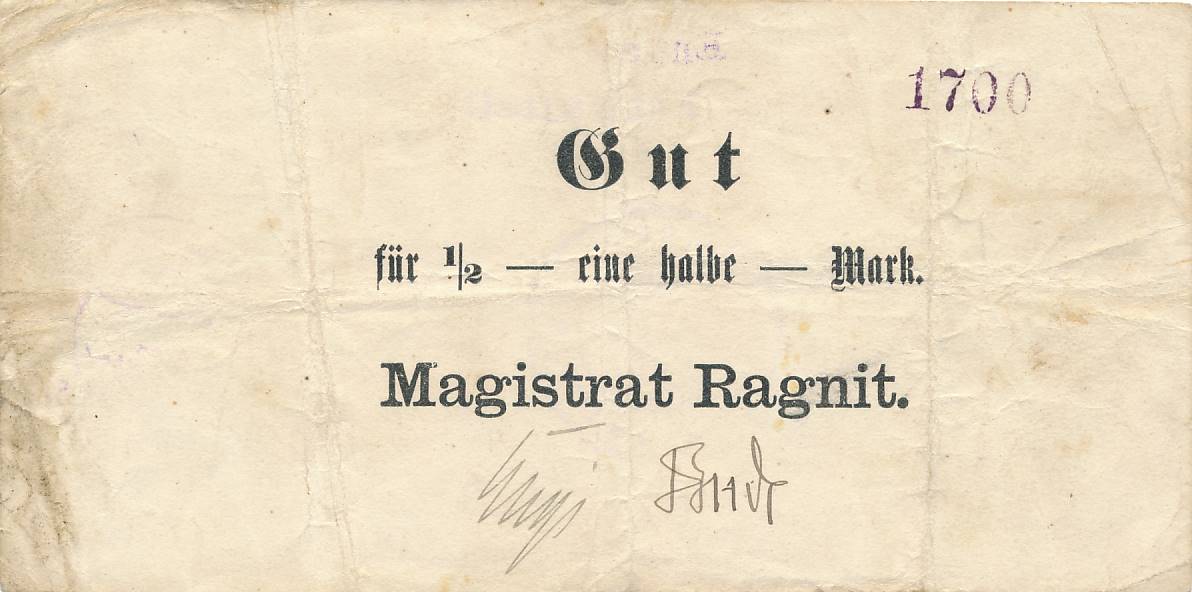 1700
Gut
für 1/2 — eine halbe — Mark.
Magistrat Ragnit.